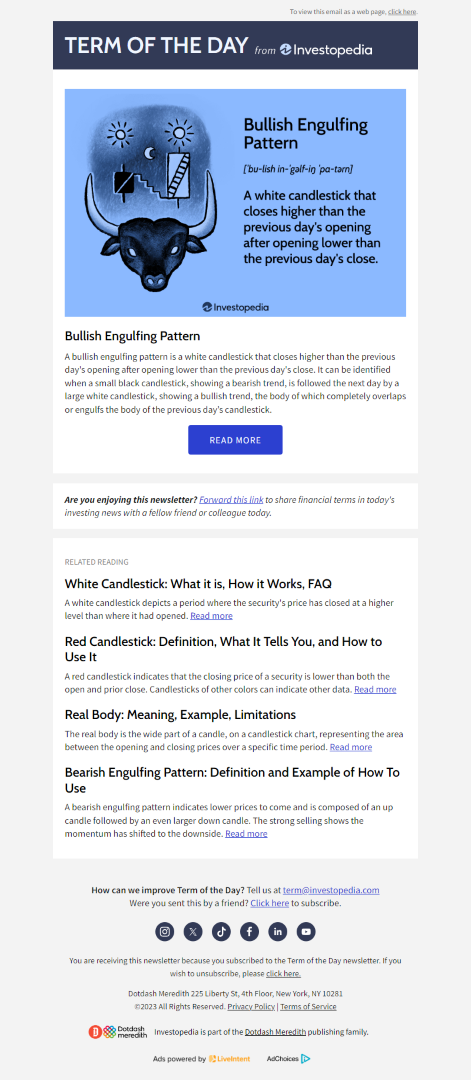 To view this email as a web page, click here.
TERM OF THE DAY from Investopedia
Bullish Engulfing
Pattern
[ˈbu-lish in-ˈgəlf-iŋ ˈpa-tərn]
A white candlestick that
closes higher than the
previous day's opening
after opening lower than
the previous day's close.
Investopedia
Bullish Engulfing Pattern
A bullish engulfing pattern is a white candlestick that closes higher than the previous
day's opening after opening lower than the previous day's close. It can be identified
when a small black candlestick, showing a bearish trend, is followed the next day by a
large white candlestick, showing a bullish trend, the body of which completely overlaps
or engulfs the body of the previous day's candlestick.
READ MORE
Are you enjoying this newsletter? Forward this link to share financial terms in today's
investing news with a fellow friend or colleague today.
RELATED READING
White Candlestick: What it is, How it Works, FAQ
A white candlestick depicts a period where the security's price has closed at a higher
level than where it had opened. Read more
Red Candlestick: Definition, What It Tells You, and How to
Use It
A red candlestick indicates that the closing price of a security is lower than both the
open and prior close. Candlesticks of other colors can indicate other data. Read more
Real Body: Meaning, Example, Limitations
The real body is the wide part of a candle, on a candlestick chart, representing the area
between the opening and closing prices over a specific time period. Read more
Bearish Engulfing Pattern: Definition and Example of How To
Use
A bearish engulfing pattern indicates lower prices to come and is composed of an up
candle followed by an even larger down candle. The strong selling shows the
momentum has shifted to the downside. Read more
How can we improve Term of the Day? Tell us at term@investopedia.com
Were you sent this by a friend? Click here to subscribe.
You are receiving this newsletter because you subscribed to the Term of the Day newsletter. If you
wish to unsubscribe, please click here.
Dotdash Meredith 225 Liberty St, 4th Floor, New York, NY 10281
©2023 All Rights Reserved. Privacy Policy | Terms of Service
Dotdash
meredith
Investopedia is part of the Dotdash Meredith publishing family.
Ads powered by LiveIntent AdChoices